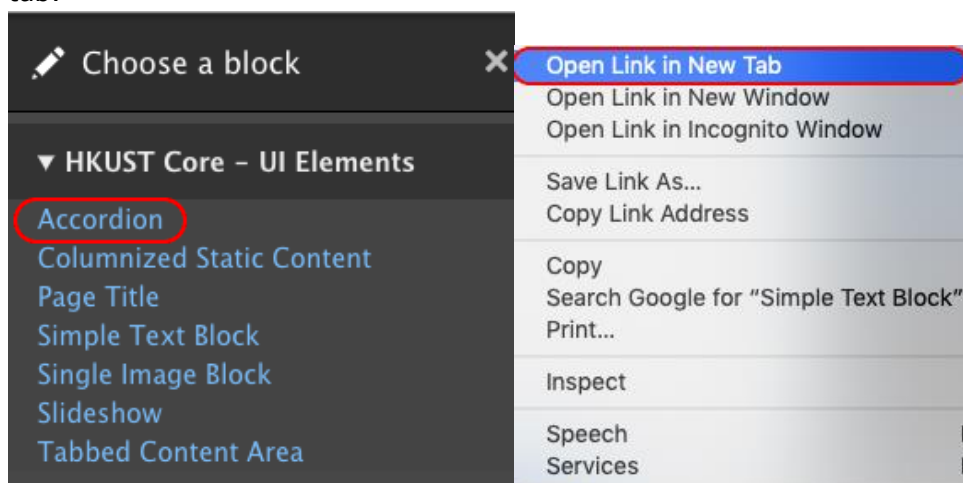 Choose a block
HKUST Core – UI Elements
Accordion
Columnized Static Content
Page Title
Simple Text Block
Single Image Block
Slideshow
Tabbed Content Area
Open Link in New Tab
Open Link in New Window
Open Link in Incognito Window
Save Link As...
Copy Link Address
Copy
Search Google for “Simple Text Block”
Print...
Inspect
Speech
Services